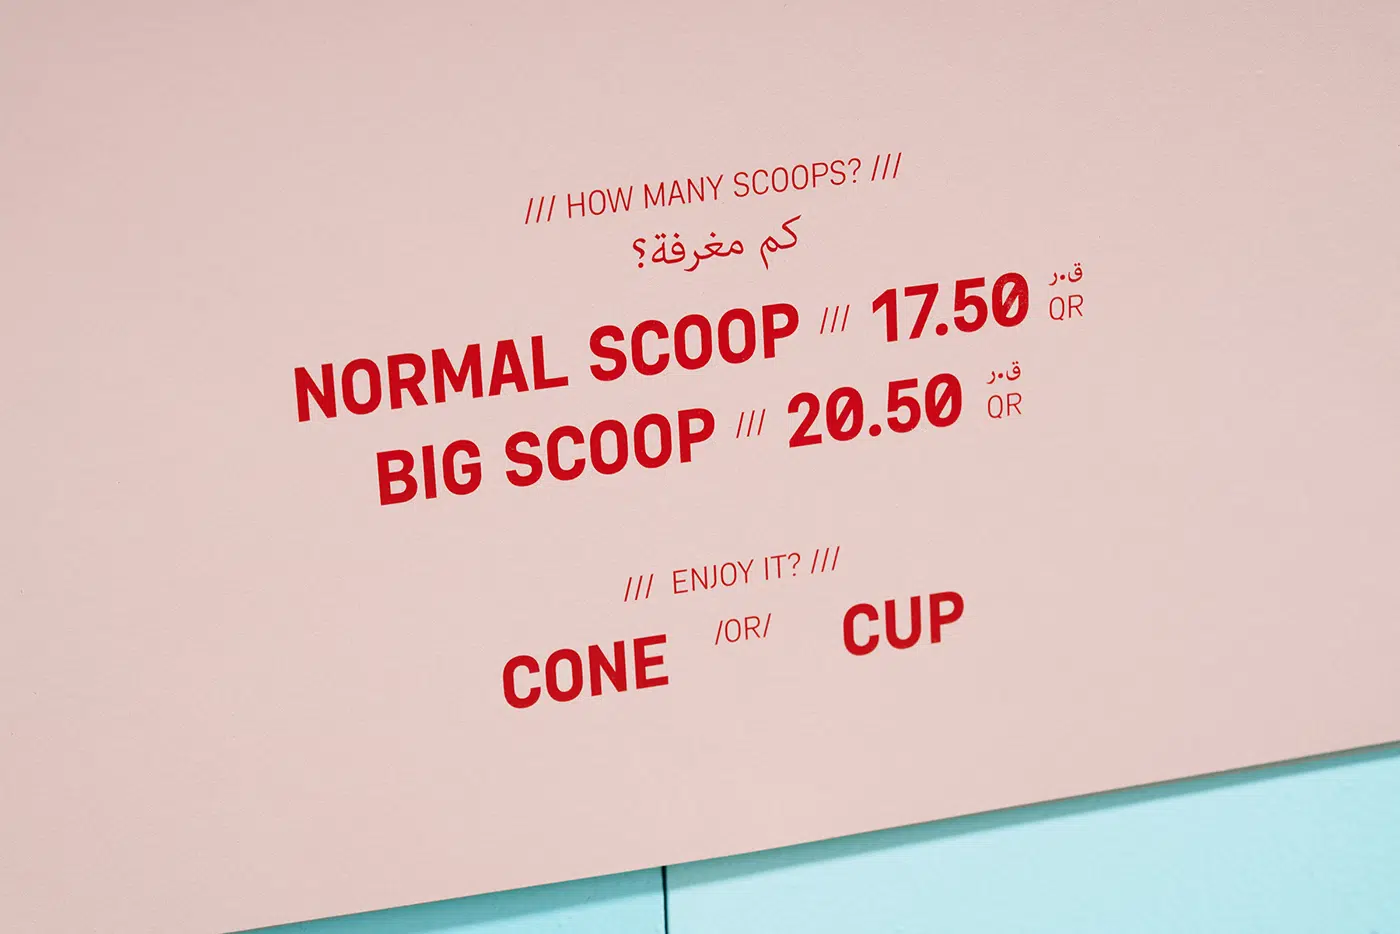 /// HOW MANY SCOOPS? ///
كم مغرفة؟
NORMAL SCOOP /// 17.50 ق.ر QR
BIG SCOOP /// 20.50 ق.ر QR
/// ENJOY IT? ///
CONE /OR/ CUP